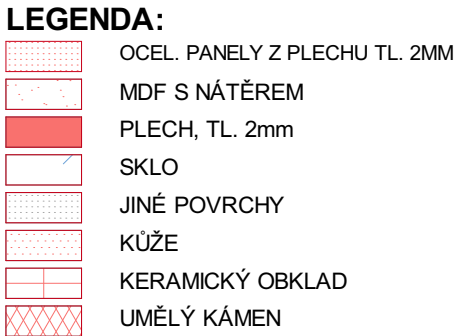 LEGENDA:
OCEL. PANELY Z PLECHU TL. 2MM
MDF S NÁTĚREM
PLECH, TL. 2mm
SKLO
JINÉ POVRCHY
KŮŽE
KERAMICKÝ OBKLAD
UMĚLÝ KÁMEN